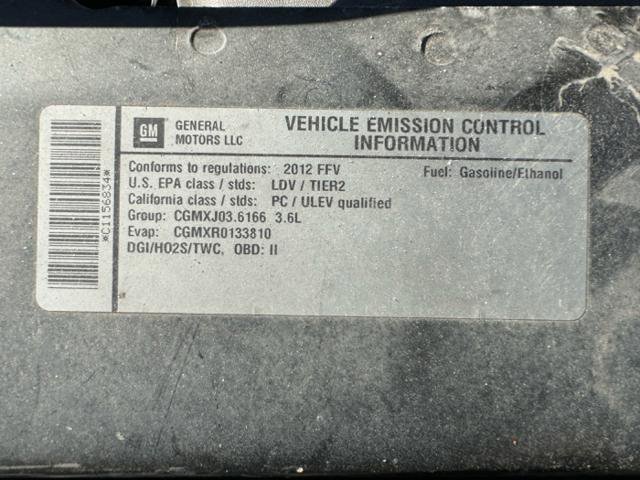 GM
GENERAL MOTORS LLC
VEHICLE EMISSION CONTROL
INFORMATION
Conforms to regulations: 2012 FFV
Fuel: Gasoline/Ethanol
U.S. EPA class / stds: LDV / TIER2
California class / stds: PC / ULEV qualified
Group: CGMXJ03.6166 3.6L
Evap: CGMXR0133810
DGI/HO2S/TWC, OBD: II
*C1156834*